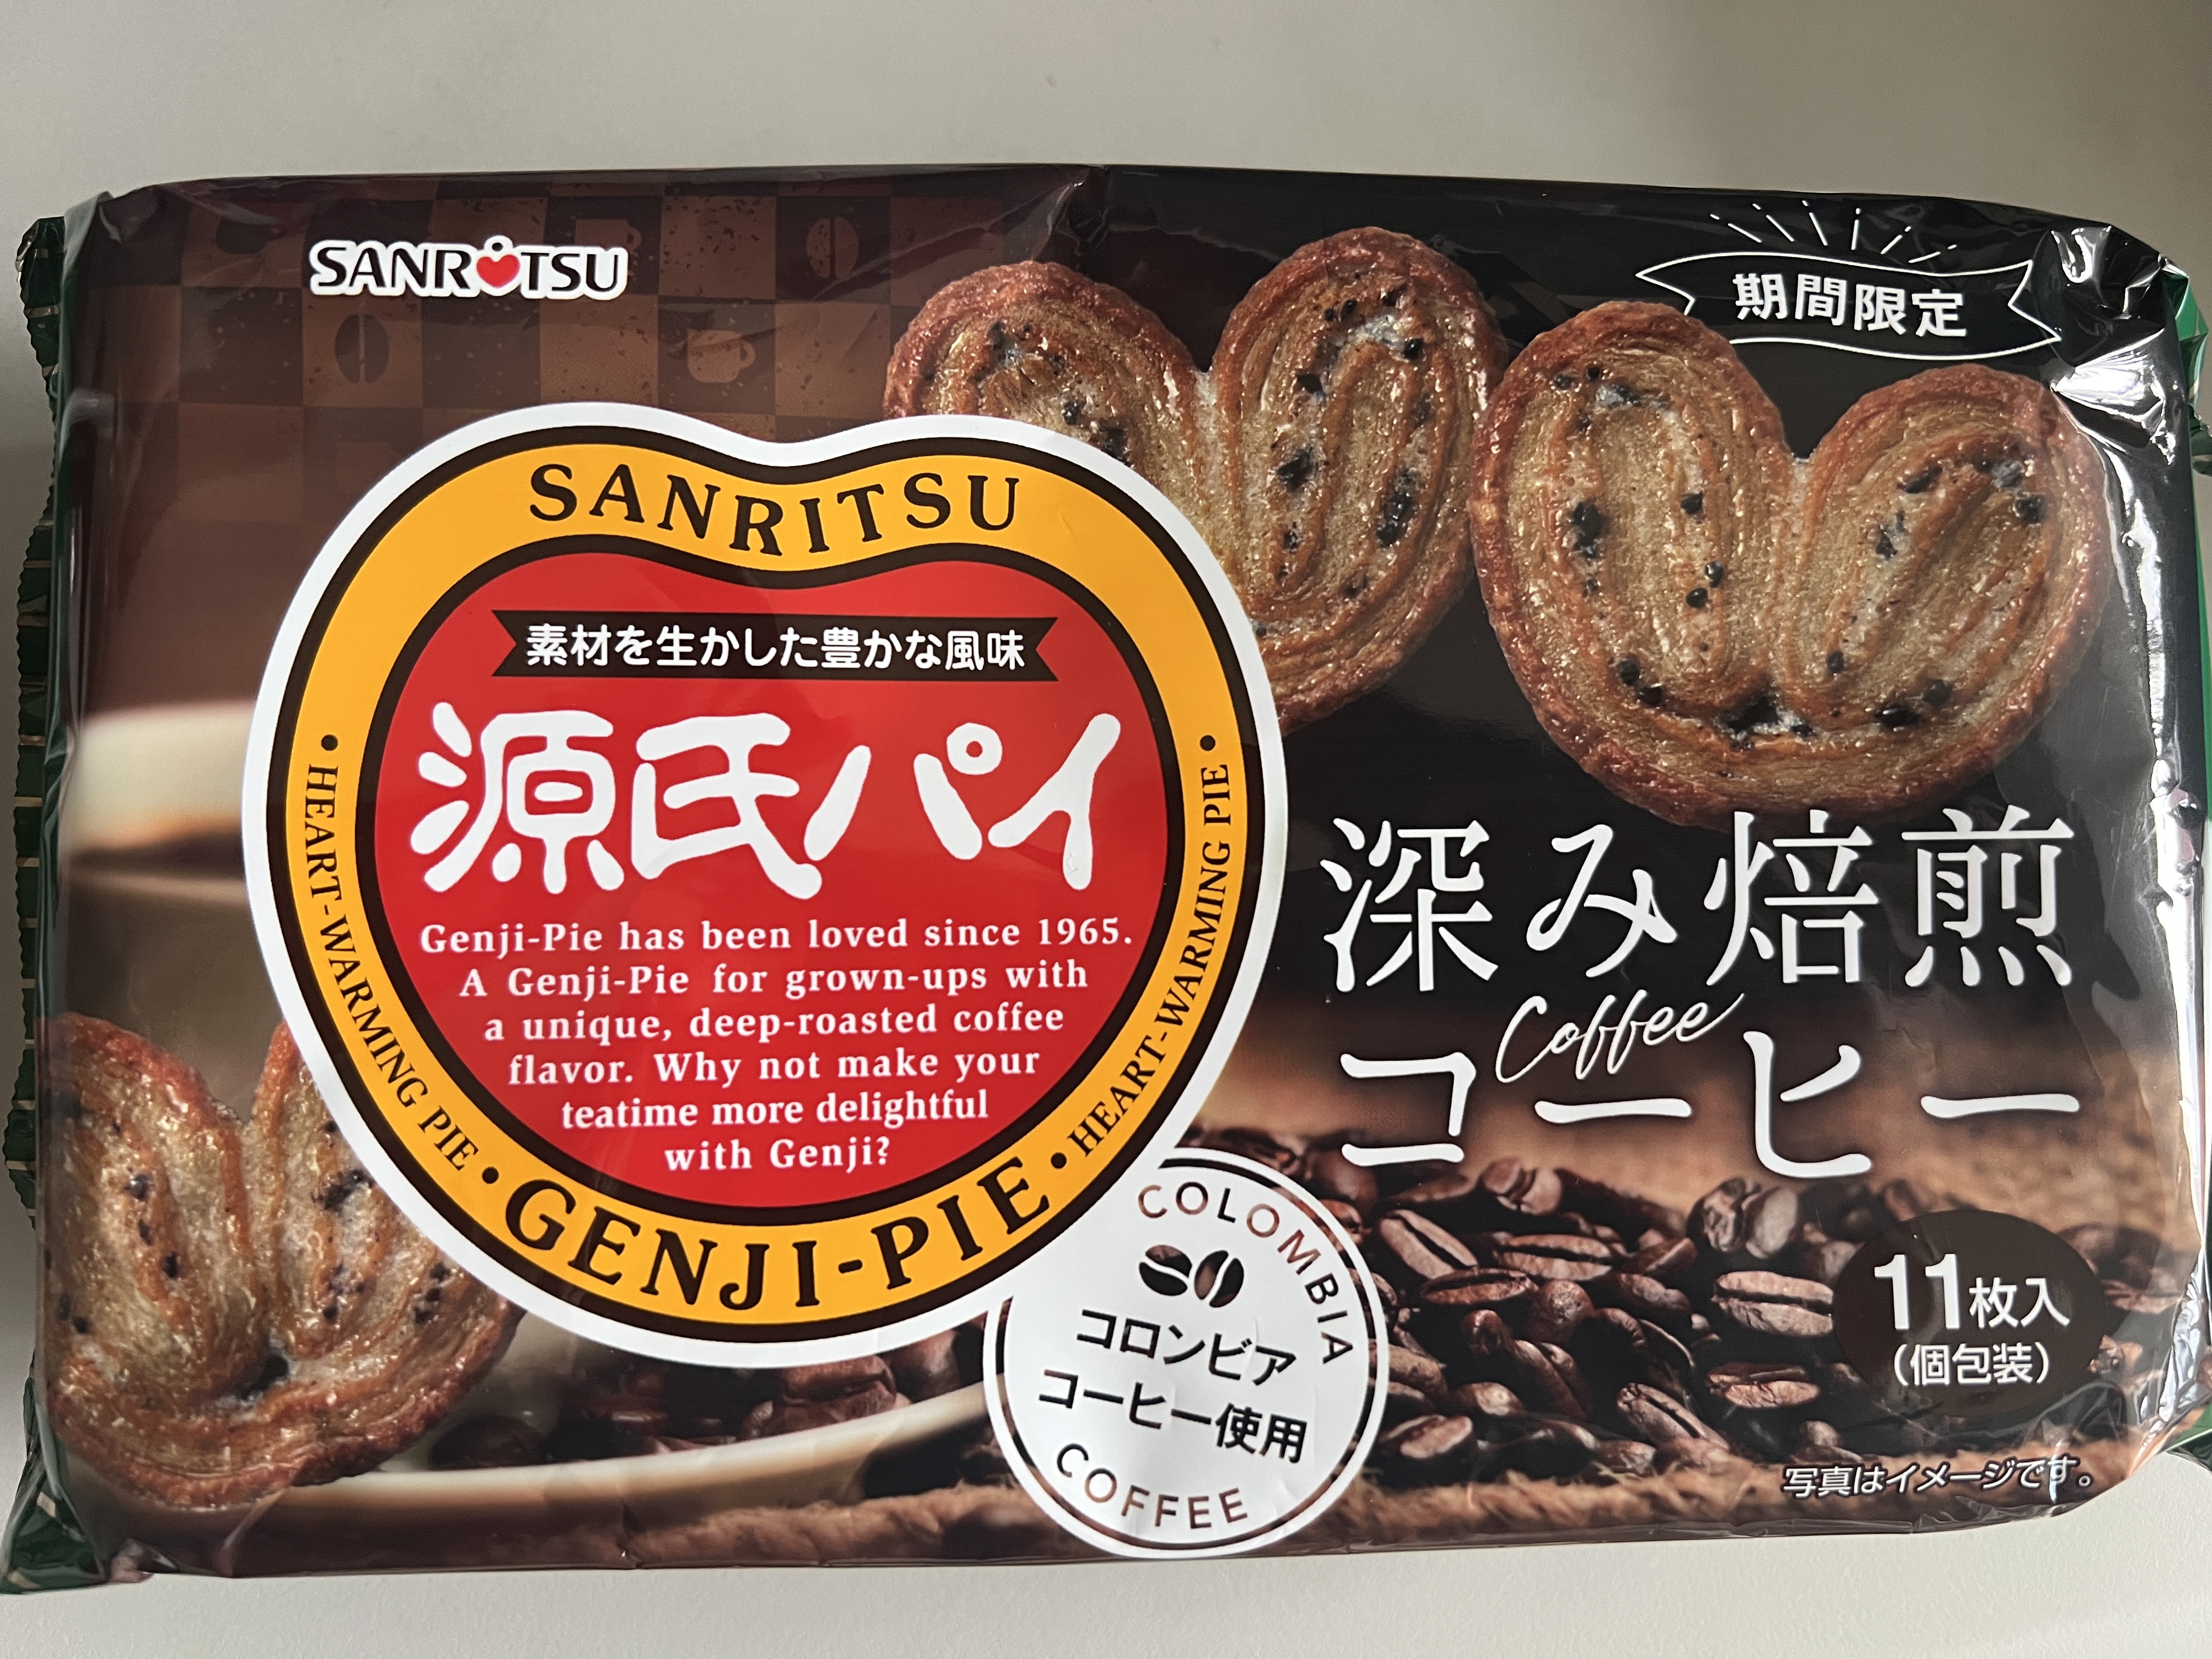 SANRITSU
期間限定
SANRITSU
素材を生かした豊かな風味
源氏パイ
Genji-Pie has been loved since 1965.
A Genji-Pie for grown-ups with
a unique, deep-roasted coffee
flavor. Why not make your
teatime more delightful
with Genji?
• HEART-WARMING PIE •
GENJI-PIE
• HEART-WARMING PIE •
深み焙煎
Coffee
コーヒー
COLOMBIA
コロンビア
コーヒー使用
COFFEE
11枚入
(個包装)
写真はイメージです。